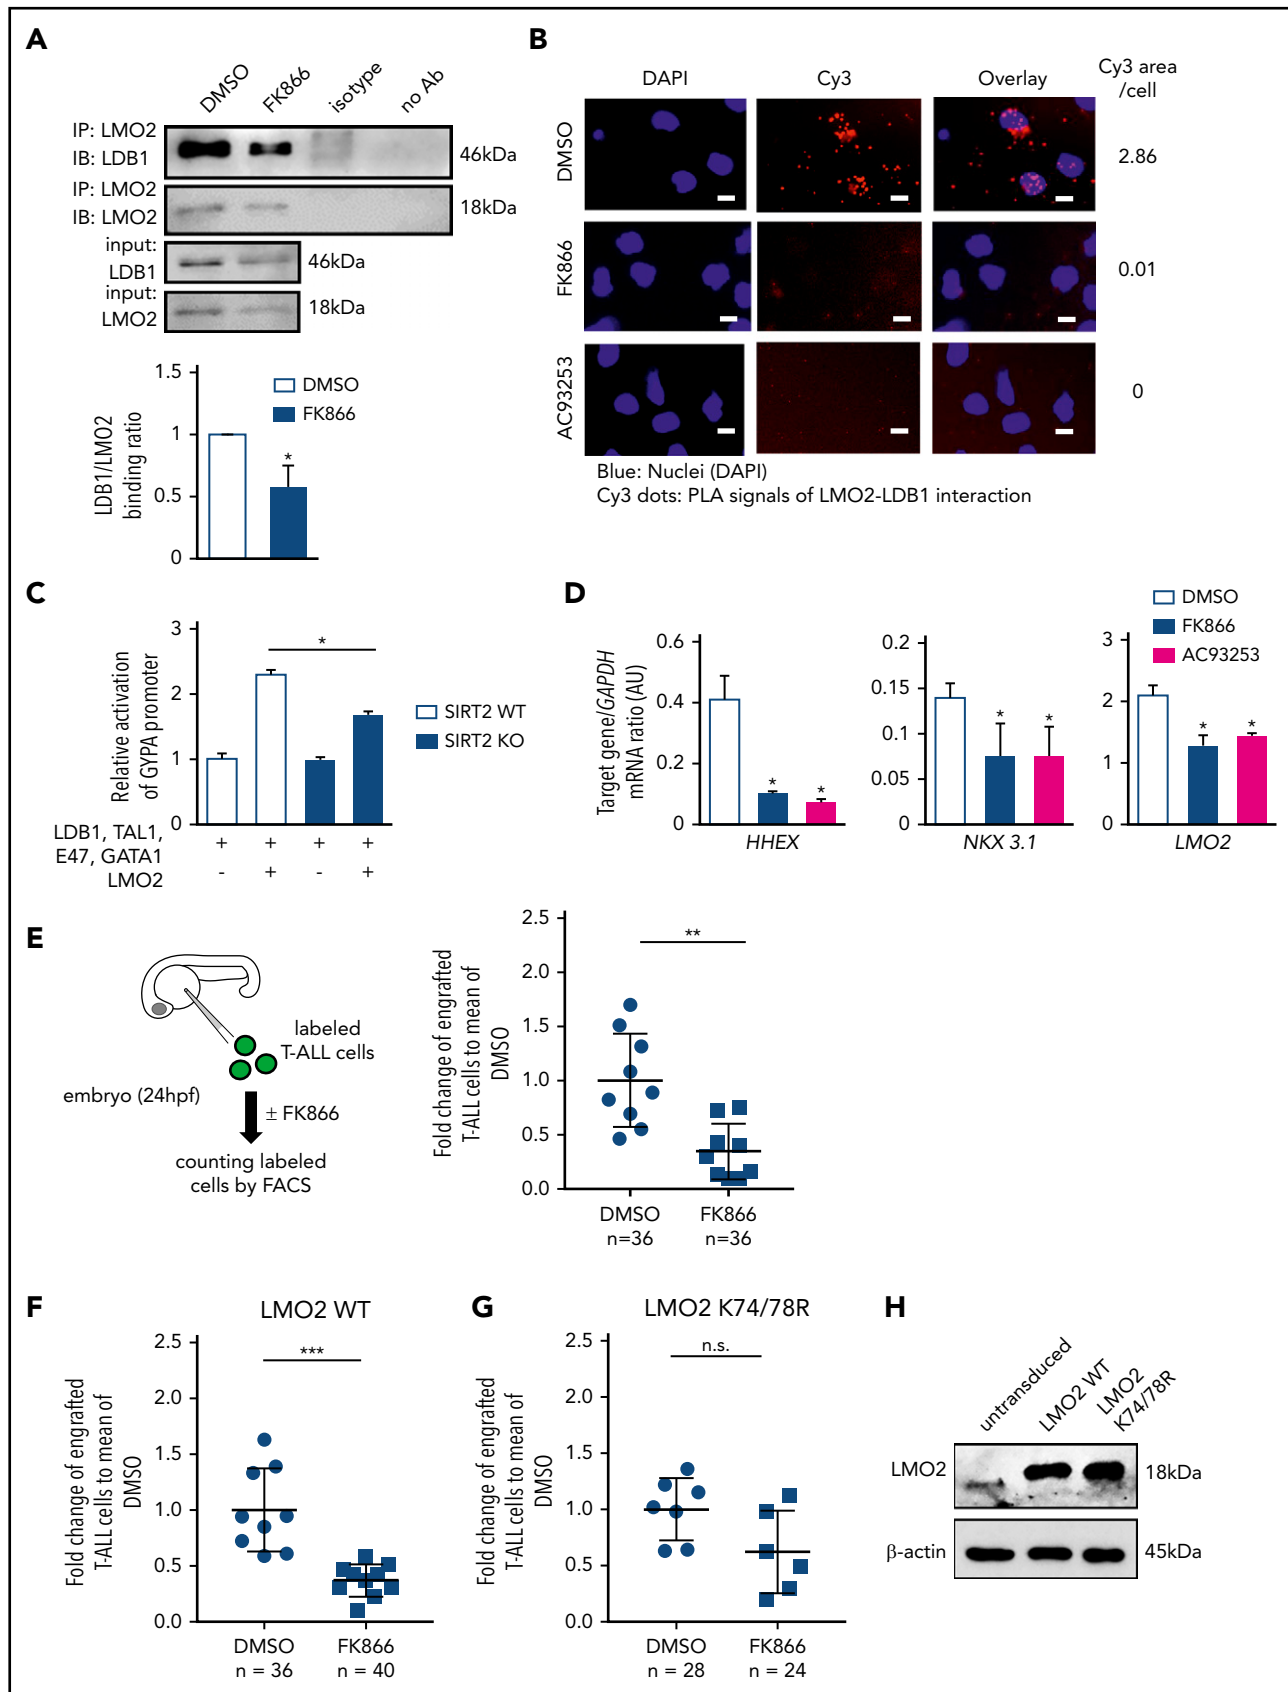 A
DMSO
FK866
isotype
no Ab
IP: LMO2
IB: LDB1
46kDa
IP: LMO2
IB: LMO2
18kDa
input:
LDB1
46kDa
input:
LMO2
18kDa
LDB1/LMO2
binding ratio
1.5
1
0.5
0
DMSO
FK866
*
B
DAPI
Cy3
Overlay
Cy3 area
/cell
DMSO
2.86
FK866
0.01
AC93253
0
Blue: Nuclei (DAPI)
Cy3 dots: PLA signals of LMO2-LDB1 interaction
C
Relative activation
of GYPA promoter
3
2
1
0
*
SIRT2 WT
SIRT2 KO
LDB1, TAL1,
E47, GATA1
+ + + +
LMO2
- + - +
D
DMSO
FK866
AC93253
Target gene/GAPDH
mRNA ratio (AU)
0.6
0.4
0.2
0
* *
HHEX
0.2
0.15
0.1
0.05
0
* *
NKX 3.1
3
2
1
0
* *
LMO2
E
labeled
T-ALL cells
embryo (24hpf)
± FK866
counting labeled
cells by FACS
Fold change of engrafted
T-ALL cells to mean of
DMSO
2.5
2.0
1.5
1.0
0.5
0.0
**
DMSO
n=36
FK866
n=36
F
LMO2 WT
Fold change of engrafted
T-ALL cells to mean of
DMSO
2.5
2.0
1.5
1.0
0.5
0.0
***
DMSO
n = 36
FK866
n = 40
G
LMO2 K74/78R
Fold change of engrafted
T-ALL cells to mean of
DMSO
2.5
2.0
1.5
1.0
0.5
0.0
n.s.
DMSO
n = 28
FK866
n = 24
H
untransduced
LMO2 WT
LMO2
K74/78R
LMO2
18kDa
β-actin
45kDa